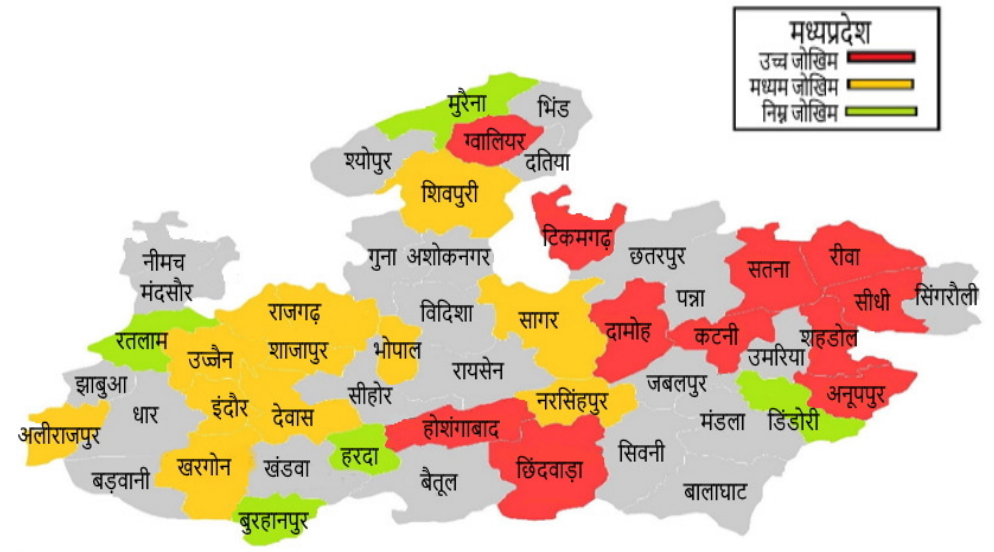 मध्यप्रदेश
उच्च जोखिम
मध्यम जोखिम
निम्न जोखिम
मुरैना
भिंड
ग्वालियर
श्योपुर
दतिया
शिवपुरी
टिकमगढ़
छतरपुर
सतना
रीवा
गुना
अशोकनगर
नीमच
मंदसौर
पन्ना
सीधी
सिंगरौली
राजगढ़
विदिशा
सागर
दामोह
कटनी
शहडोल
रतलाम
उज्जैन
शाजापुर
भोपाल
उमरिया
रायसेन
झाबुआ
सीहोर
जबलपुर
अनूपपुर
नरसिंहपुर
धार
इंदौर
देवास
मंडला
डिंडोरी
अलीराजपुर
होशंगाबाद
हरदा
सिवनी
खरगोन
खंडवा
छिंदवाड़ा
बड़वानी
बैतूल
बालाघाट
बुरहानपुर